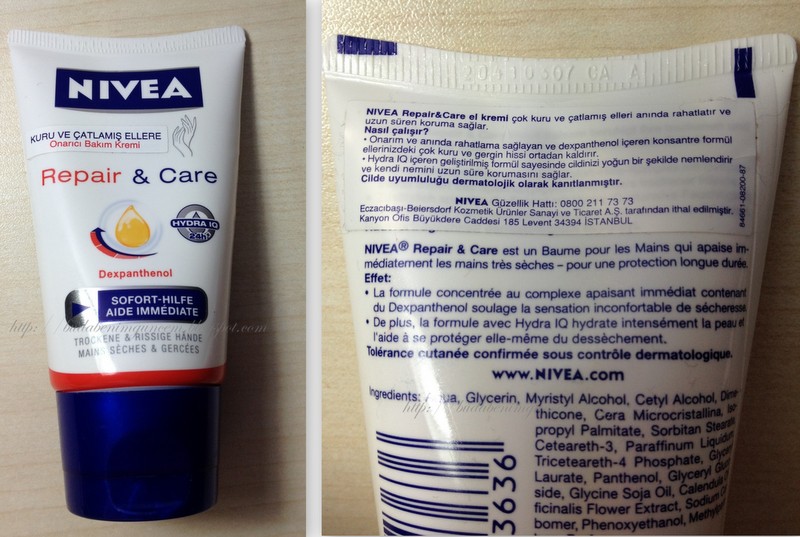 NIVEA
KURU VE ÇATLAMIŞ ELLERE
Onarıcı Bakım Kremi
Repair & Care
HYDRA IQ
24h
Dexpanthenol
SOFORT-HILFE
AIDE IMMÉDIATE
TROCKENE & RISSIGE HÄNDE
MAINS SÈCHES & GERCÉES
NIVEA Repair&Care el kremi çok kuru ve çatlamış elleri anında rahatlatır ve
uzun süren koruma sağlar.
Nasıl çalışır?
• Onarım ve anında rahatlama sağlayan ve dexpanthenol içeren konsantre formül
ellerinizdeki çok kuru ve gergin hissi ortadan kaldırır.
• Hydra IQ içeren geliştirilmiş formül sayesinde cildinizi yoğun bir şekilde nemlendirir
ve kendi nemini uzun süre korumasını sağlar.
Cilde uyumluluğu dermatolojik olarak kanıtlanmıştır.
NIVEA Güzellik Hattı: 0800 211 73 73
Eczacıbaşı-Beiersdorf Kozmetik Ürünler Sanayi ve Ticaret A.Ş. tarafından ithal edilmiştir.
Kanyon Ofis Büyükdere Caddesi 185 Levent 34394 İSTANBUL
84661-08200-87
NIVEA® Repair & Care est un Baume pour les Mains qui apaise im-
médiatement les mains très sèches – pour une protection longue durée.
Effet:
• La formule concentrée au complexe apaisant immédiat contenant
du Dexpanthenol soulage la sensation inconfortable de sécheresse.
• De plus, la formule avec Hydra IQ hydrate intensément la peau et
l'aide à se protéger elle-même du dessèchement.
Tolérance cutanée confirmée sous contrôle dermatologique.
www.NIVEA.com
Ingredients: Aqua, Glycerin, Myristyl Alcohol, Cetyl Alcohol, Dime-
thicone, Cera Microcristallina, Iso-
propyl Palmitate, Sorbitan Stearate,
Ceteareth-3, Paraffinum Liquidum,
Triceteareth-4 Phosphate,
Laurate, Panthenol, Glyceryl
side, Glycine Soja Oil, Calendula
ficinalis Flower Extract, Sodium
bomer, Phenoxyethanol,
3636